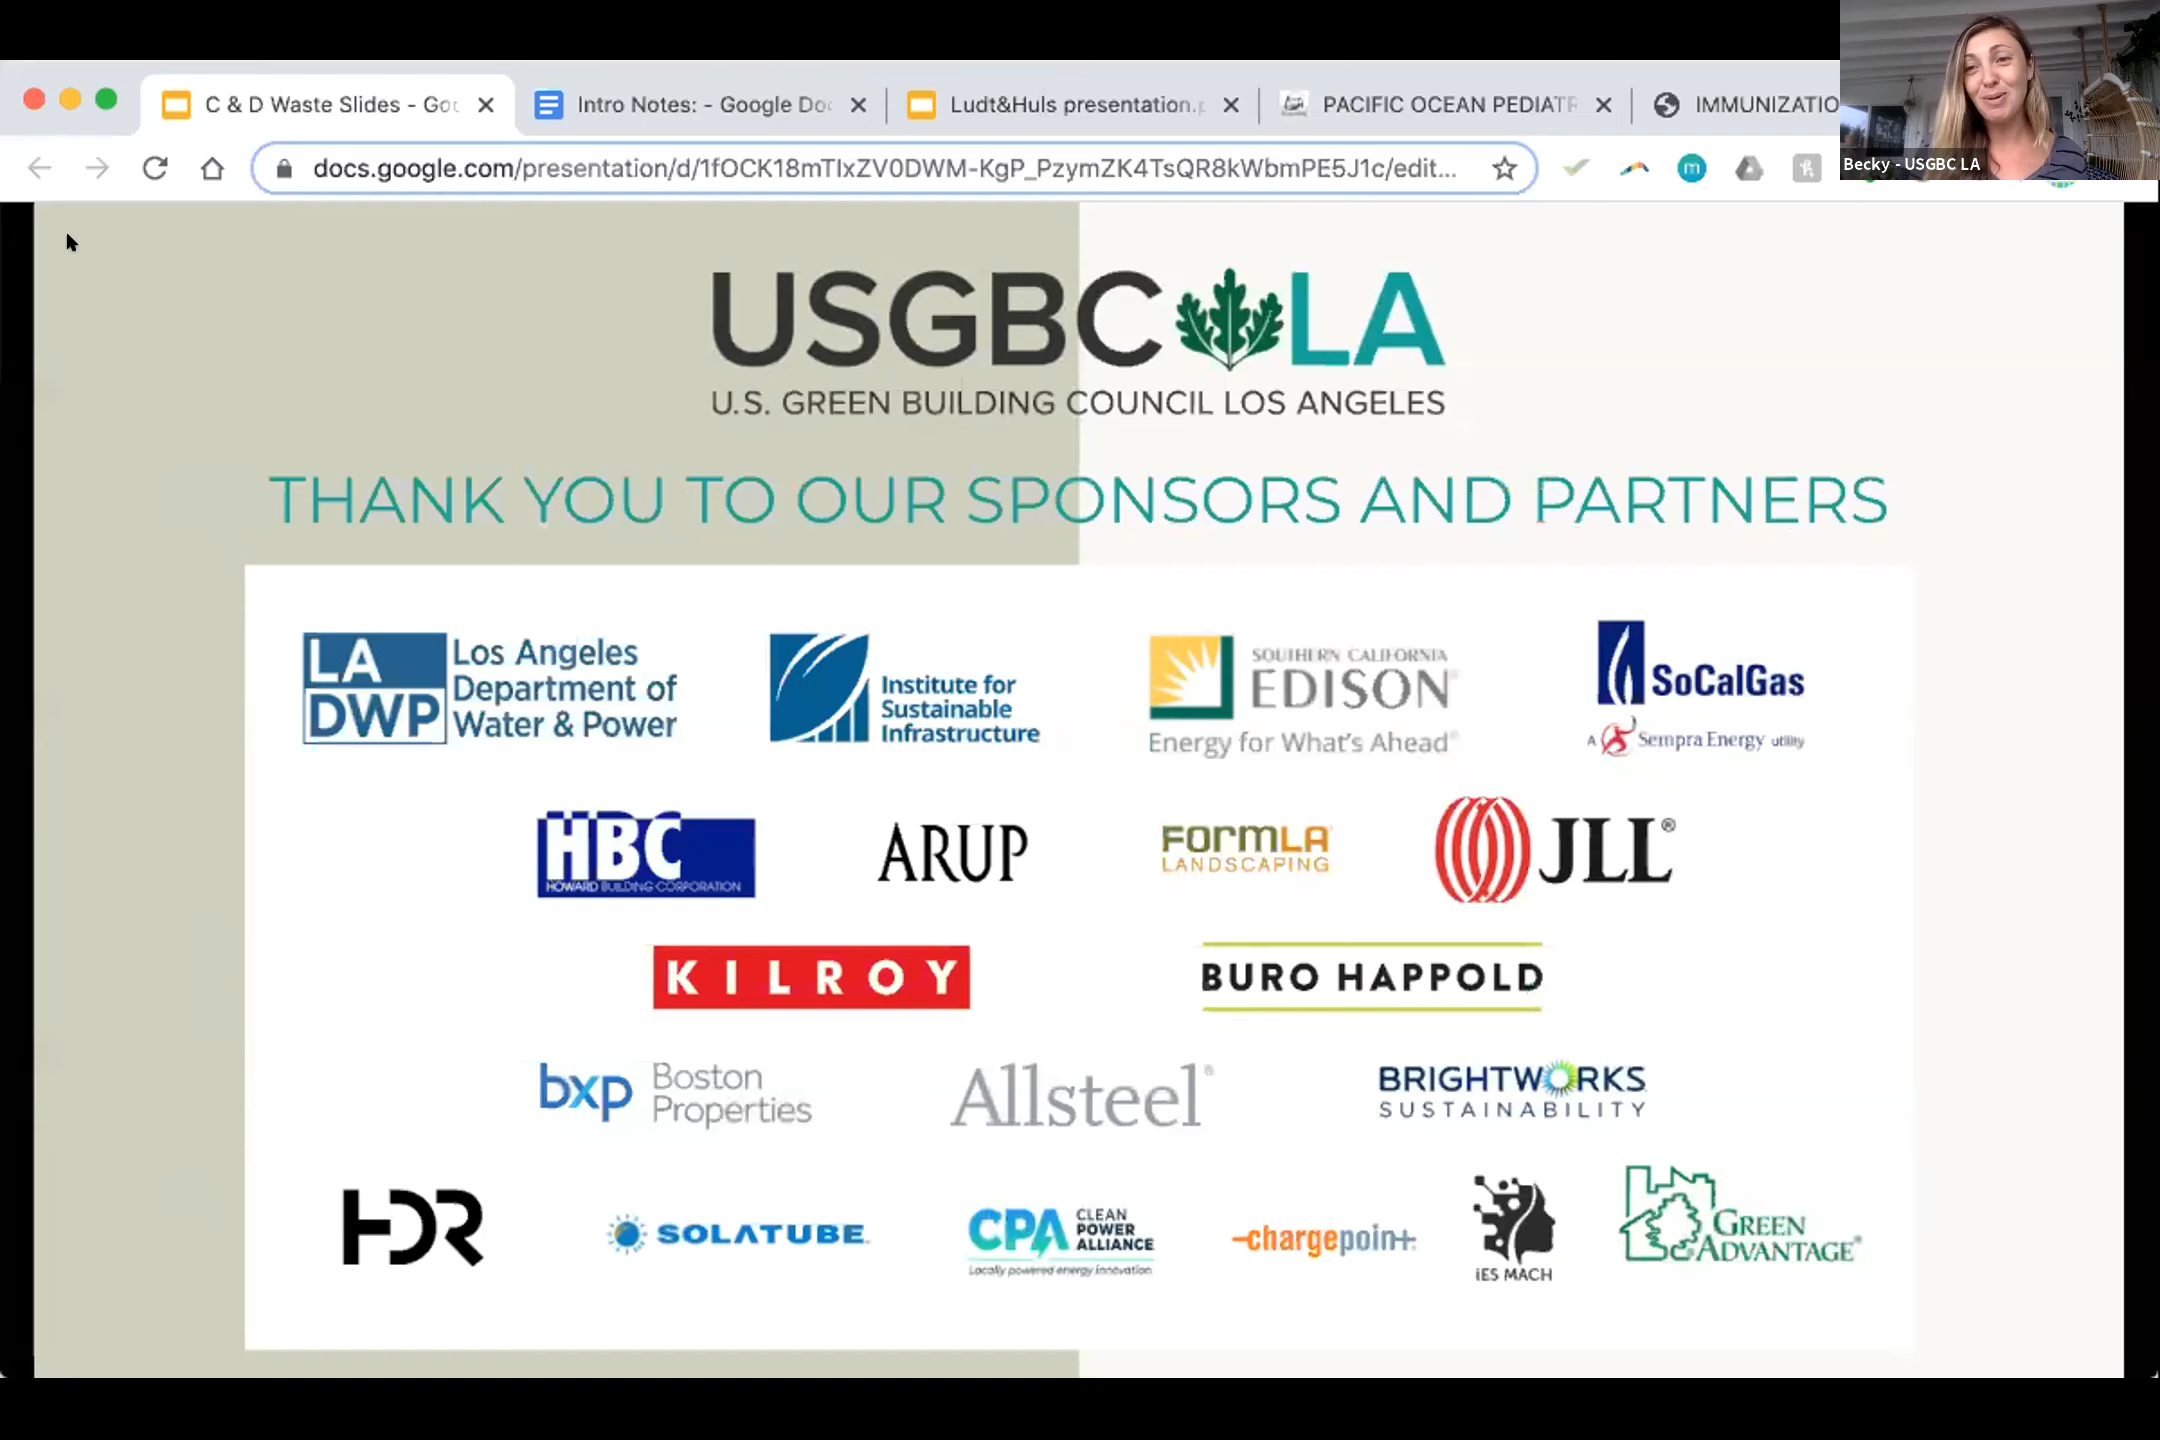 C & D Waste Slides - Goo
Intro Notes: - Google Doc
Ludt&Huls presentation.p
PACIFIC OCEAN PEDIATR
IMMUNIZATIO
docs.google.com/presentation/d/1fOCK18mTIxZV0DWM-KgP_PzymZK4TsQR8kWbmPE5J1c/edit...
m
Becky - USGBC LA
USGBC LA
U.S. GREEN BUILDING COUNCIL LOS ANGELES
THANK YOU TO OUR SPONSORS AND PARTNERS
LA
DWP
Los Angeles
Department of
Water & Power
Institute for
Sustainable
Infrastructure
SOUTHERN CALIFORNIA
EDISON®
Energy for What's Ahead®
SoCalGas
A Sempra Energy utility
HBC
HOWARD BUILDING CORPORATION
ARUP
FormLA
LANDSCAPING
JLL®
KILROY
BURO HAPPOLD
bxp Boston
Properties
Allsteel®
BRIGHTWORKS
SUSTAINABILITY
HDR
SOLATUBE
CPA CLEAN
POWER
ALLIANCE
Locally powered energy innovation
chargepoin+
iES MACH
GREEN
ADVANTAGE®